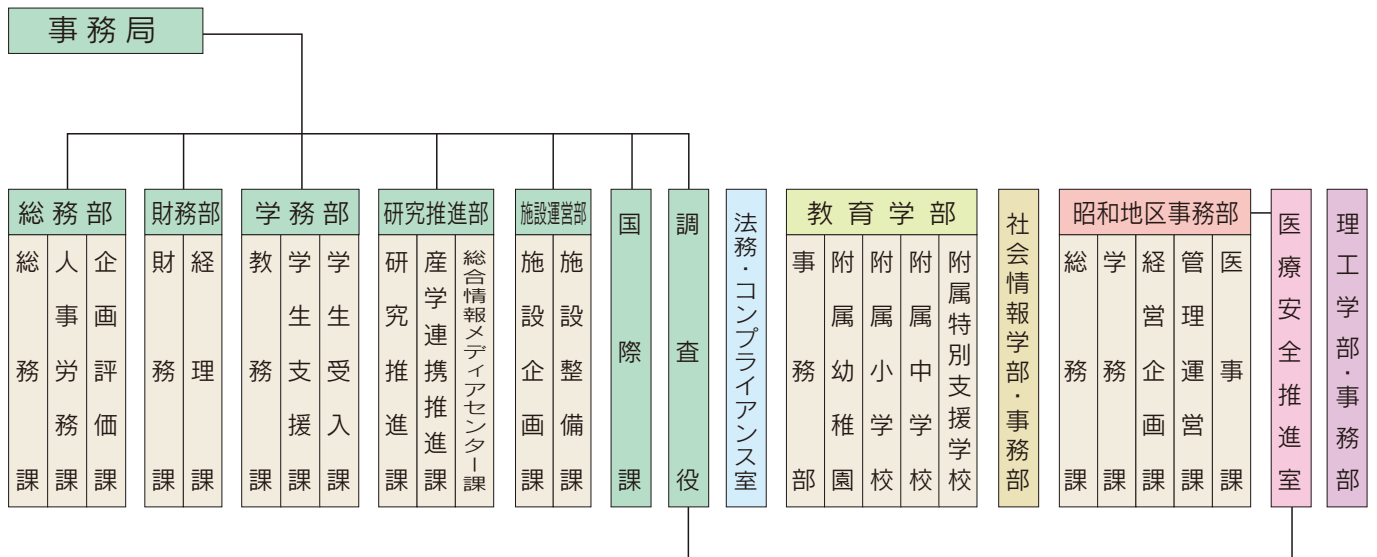 事務局
総務部
総務課
人事労務課
企画評価課
財務部
財務課
経理課
学務部
教務課
学生支援課
学生受入課
研究推進部
研究推進課
産学連携推進課
総合情報メディアセンター課
施設運営部
施設企画課
施設整備課
国際課
調査役
法務・コンプライアンス室
教育学部
事務部
附属幼稚園
附属小学校
附属中学校
附属特別支援学校
社会情報学部・事務部
昭和地区事務部
総務課
学務課
経営企画課
管理運営課
医事課
医療安全推進室
理工学部・事務部